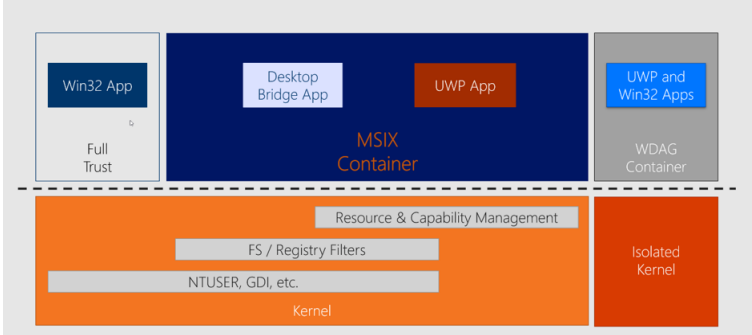 Win32 App
Desktop
Bridge App
UWP App
UWP and
Win32 Apps
Full
Trust
MSIX
Container
WDAG
Container
Resource & Capability Management
FS / Registry Filters
NTUSER, GDI, etc.
Kernel
Isolated
Kernel